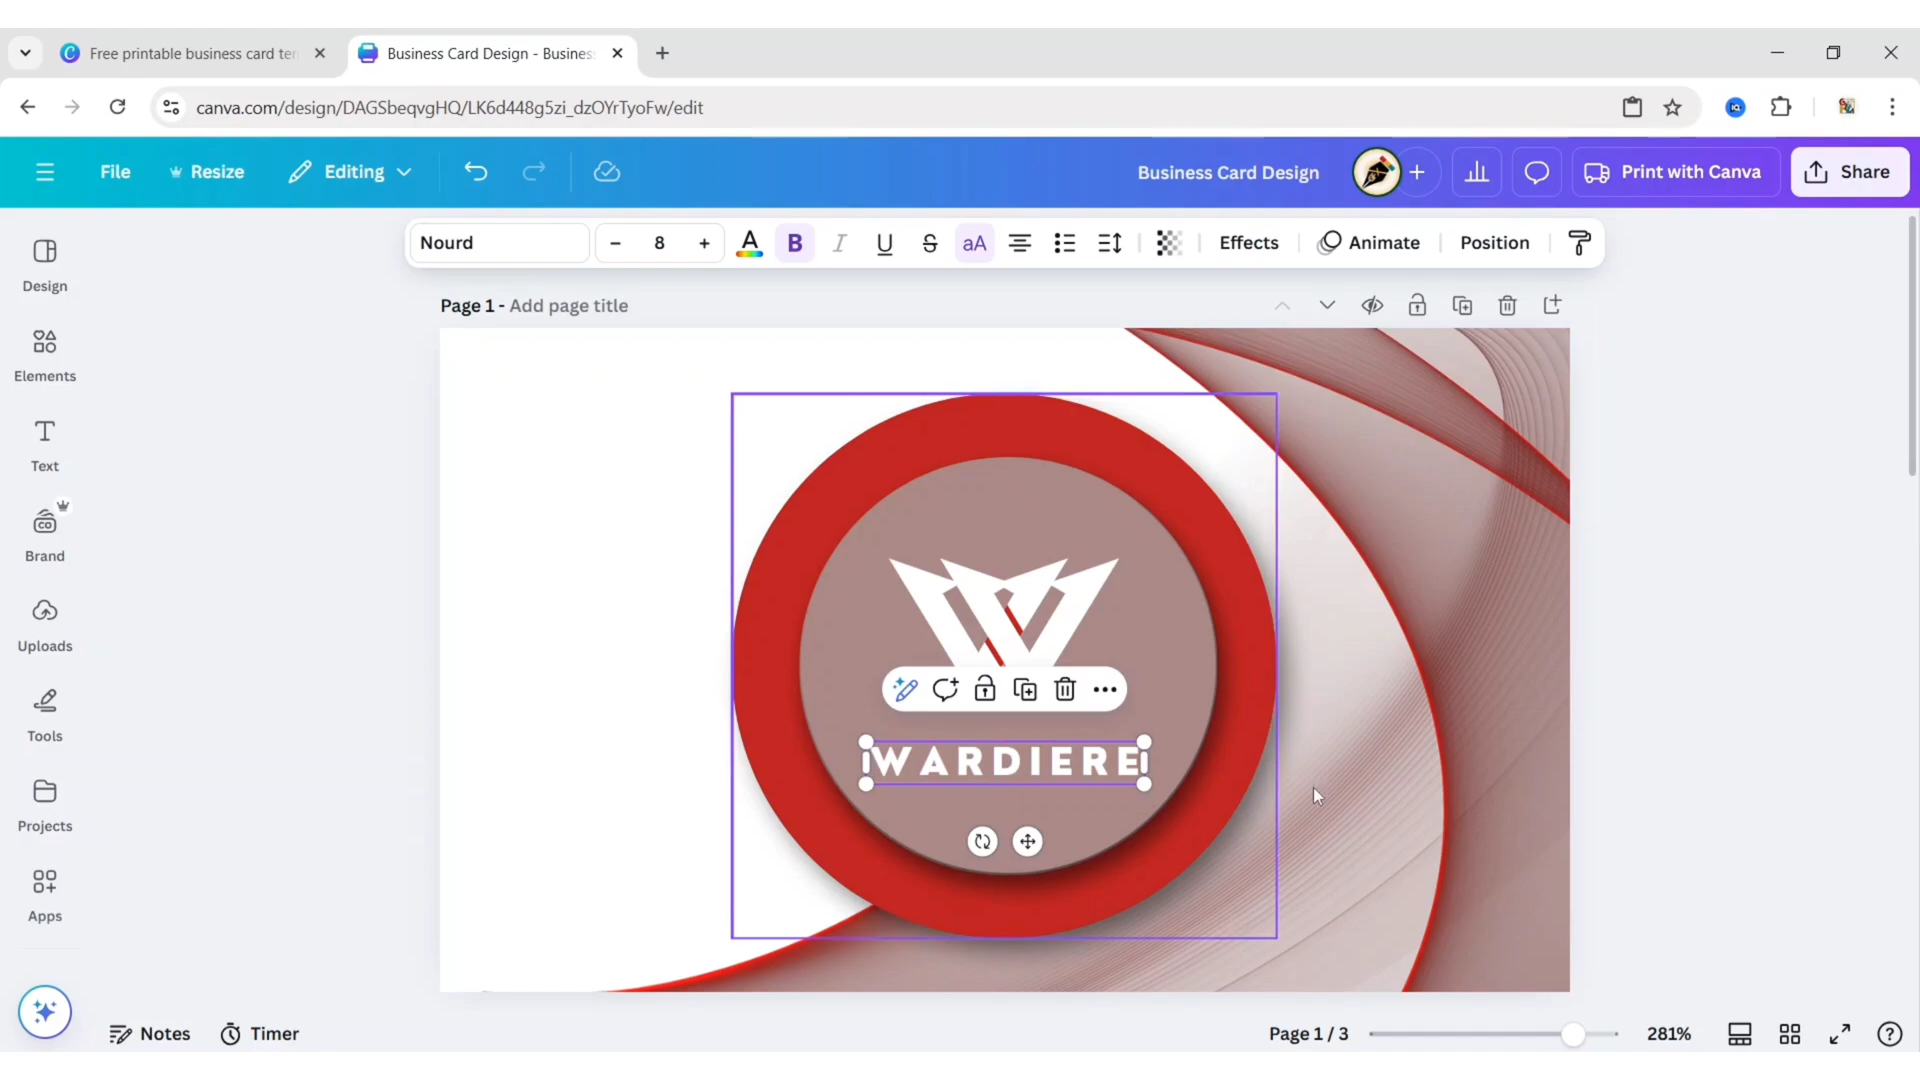 Free printable business card ten
Business Card Design - Busines
canva.com/design/DAGSbeqvgHQ/LK6d448g5zi_dzOYrTyoFw/edit
File
Resize
Editing
Business Card Design
Print with Canva
Share
Nourd
8
A
B
I
U
S
aA
Effects
Animate
Position
Page 1 - Add page title
Design
Elements
Text
Brand
Uploads
Tools
Projects
Apps
WARDIERE
Notes
Timer
Page 1 / 3
281%